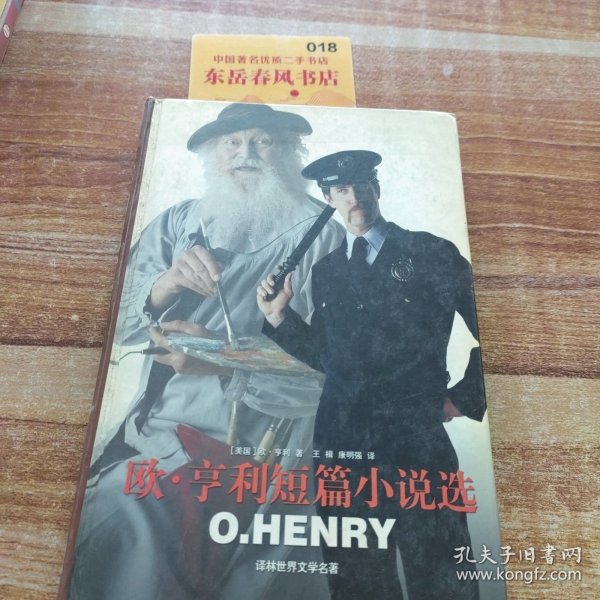 018
中国著名优质二手书店
东岳春风书店
[美国]欧·亨利 著 王楫 康明强 译
欧·亨利短篇小说选
O.HENRY
译林世界文学名著
孔夫子旧书网
www.kongfz.com